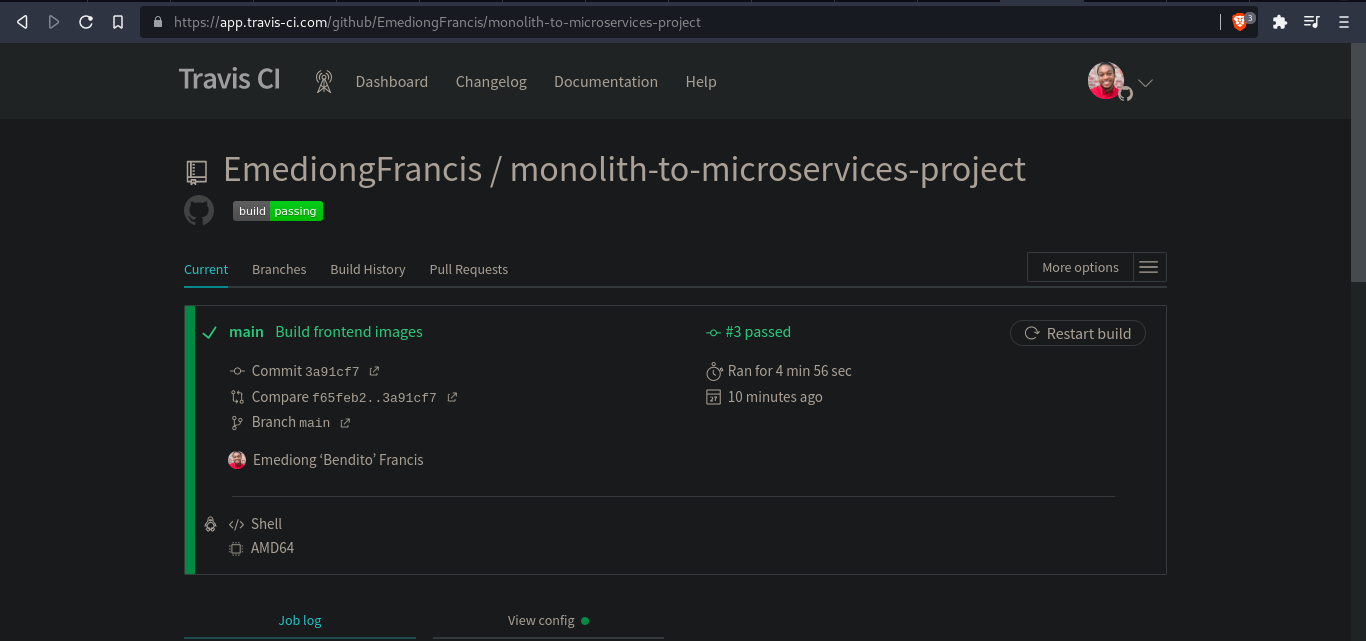 https://app.travis-ci.com/github/EmediongFrancis/monolith-to-microservices-project
3
Travis CI
Dashboard Changelog Documentation Help
EmediongFrancis / monolith-to-microservices-project
build passing
Current Branches Build History Pull Requests More options
main Build frontend images #3 passed Restart build
Commit 3a91cf7 Ran for 4 min 56 sec
Compare f65feb2..3a91cf7 27 10 minutes ago
Branch main
Emediong ‘Bendito’ Francis
</> Shell
AMD64
Job log View config